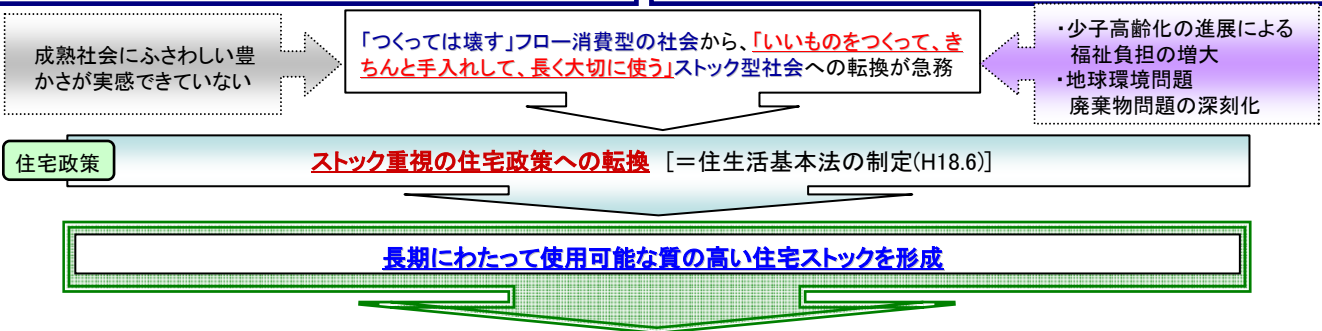 成熟社会にふさわしい豊
かさが実感できていない
「つくっては壊す」フロー消費型の社会から、「いいものをつくって、き
ちんと手入れして、長く大切に使う」ストック型社会への転換が急務
・少子高齢化の進展による
福祉負担の増大
・地球環境問題
廃棄物問題の深刻化
住宅政策
ストック重視の住宅政策への転換 [＝住生活基本法の制定(H18.6)]
長期にわたって使用可能な質の高い住宅ストックを形成